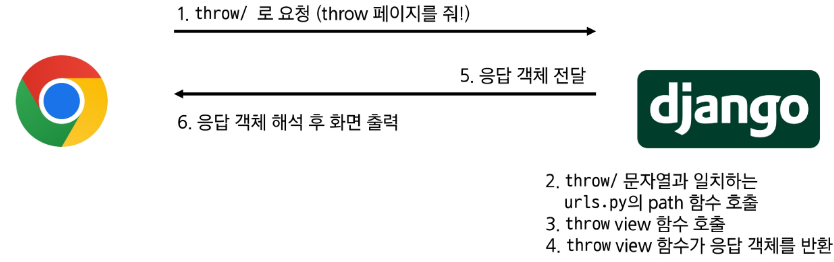 1. throw/ 로 요청 (throw 페이지를 줘!)
5. 응답 객체 전달
django
6. 응답 객체 해석 후 화면 출력
2. throw/ 문자열과 일치하는
urls.py의 path 함수 호출
3. throw view 함수 호출
4. throw view 함수가 응답 객체를 반환